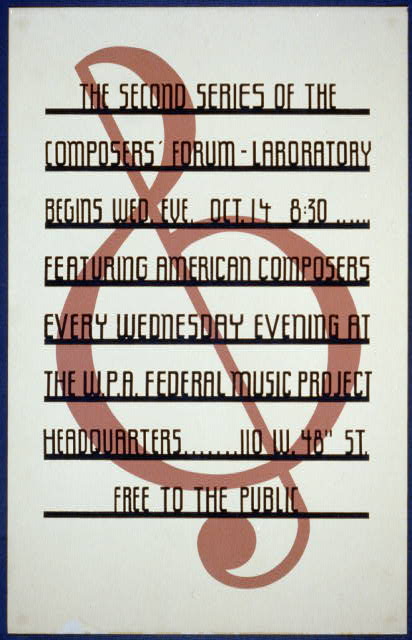 THE SECOND SERIES OF THE
COMPOSERS' FORUM - LABORATORY
BEGINS WED. EVE. OCT. 14 8:30 ......
FEATURING AMERICAN COMPOSERS
EVERY WEDNESDAY EVENING AT
THE W.P.A. FEDERAL MUSIC PROJECT
HEADQUARTERS........110 W. 48" ST.
FREE TO THE PUBLIC